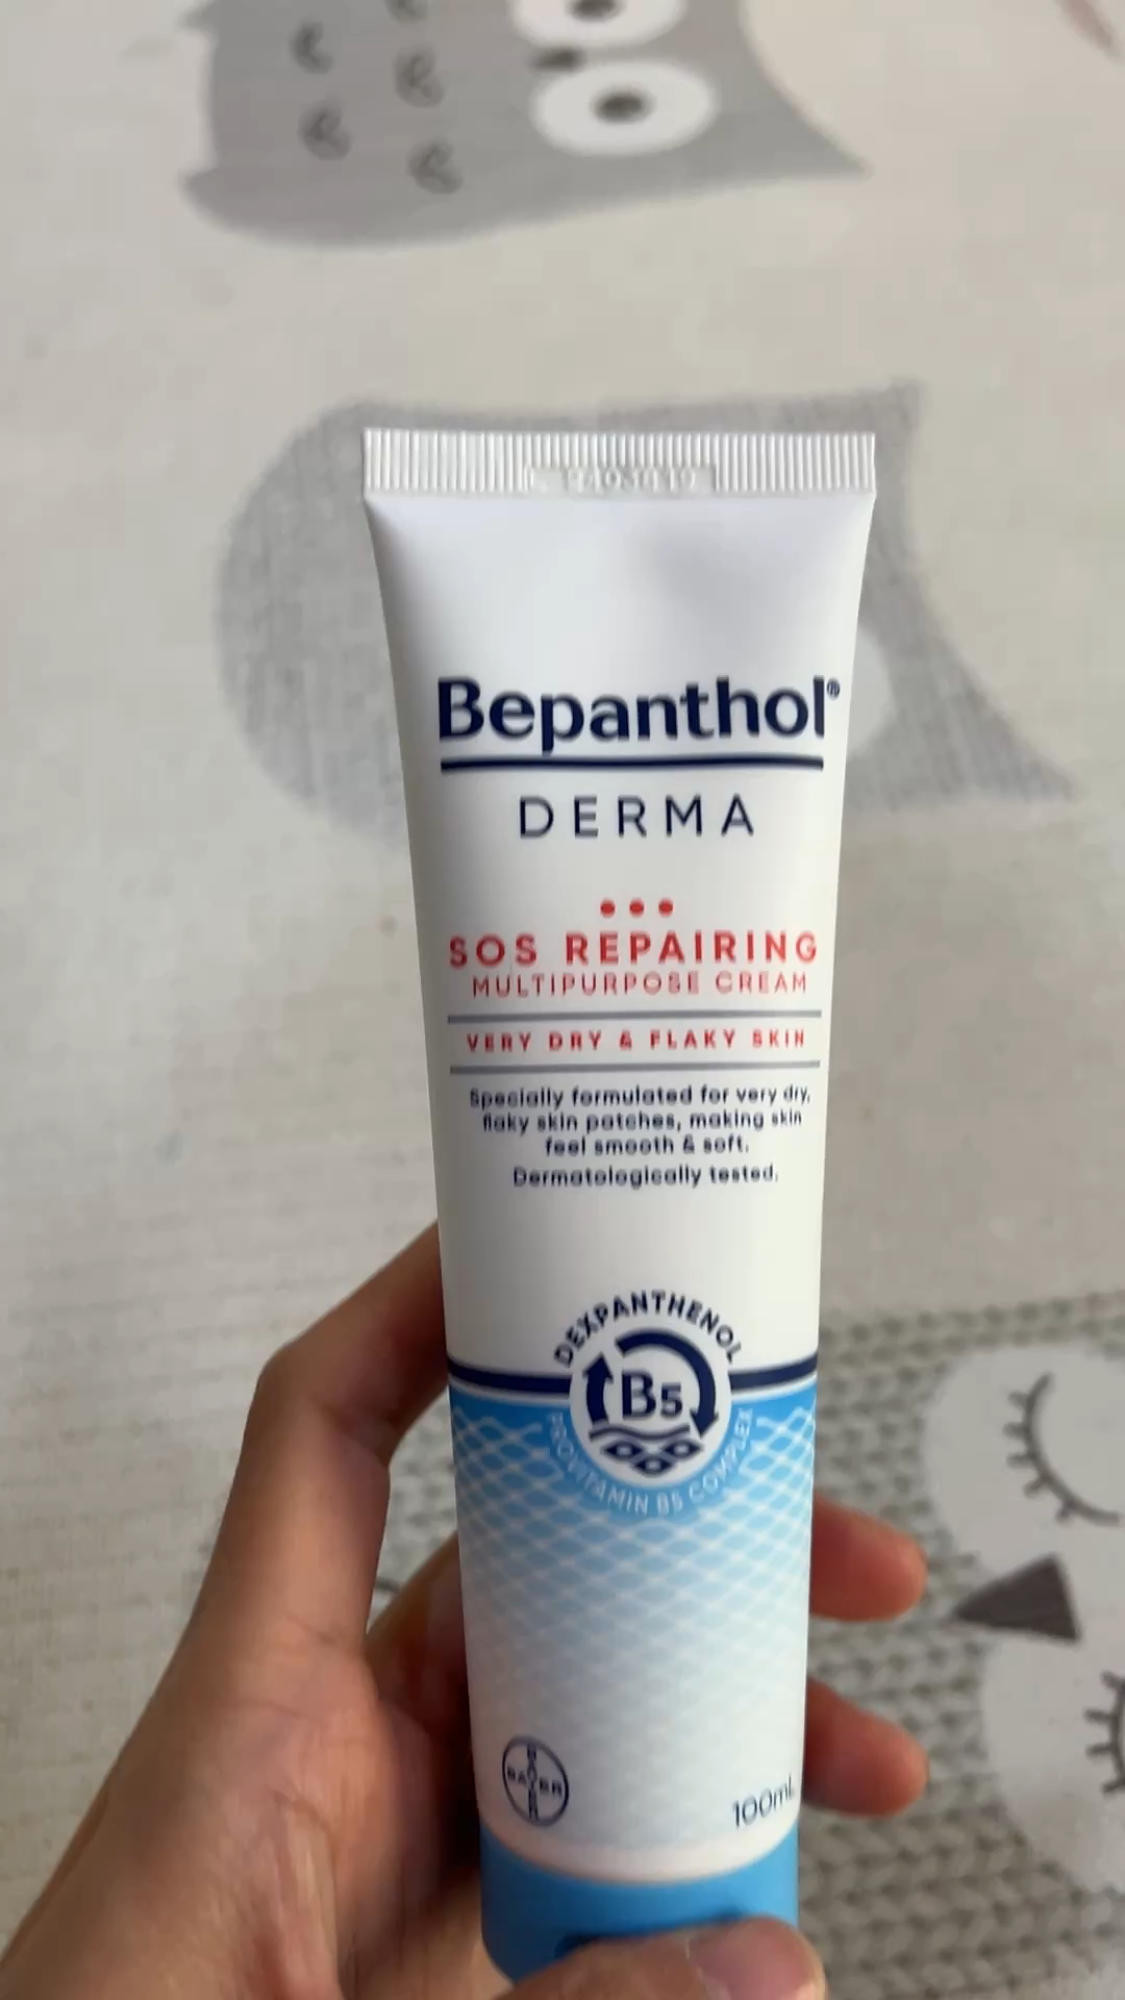 Bepanthol®
DERMA
SOS REPAIRING
MULTIPURPOSE CREAM
VERY DRY & FLAKY SKIN
Specially formulated for very dry,
flaky skin patches, making skin
feel smooth & soft.
Dermatologically tested.
DEXPANTHENOL
B5
PROVITAMIN B5 COMPLEX
BAYER
BAYER
100mL